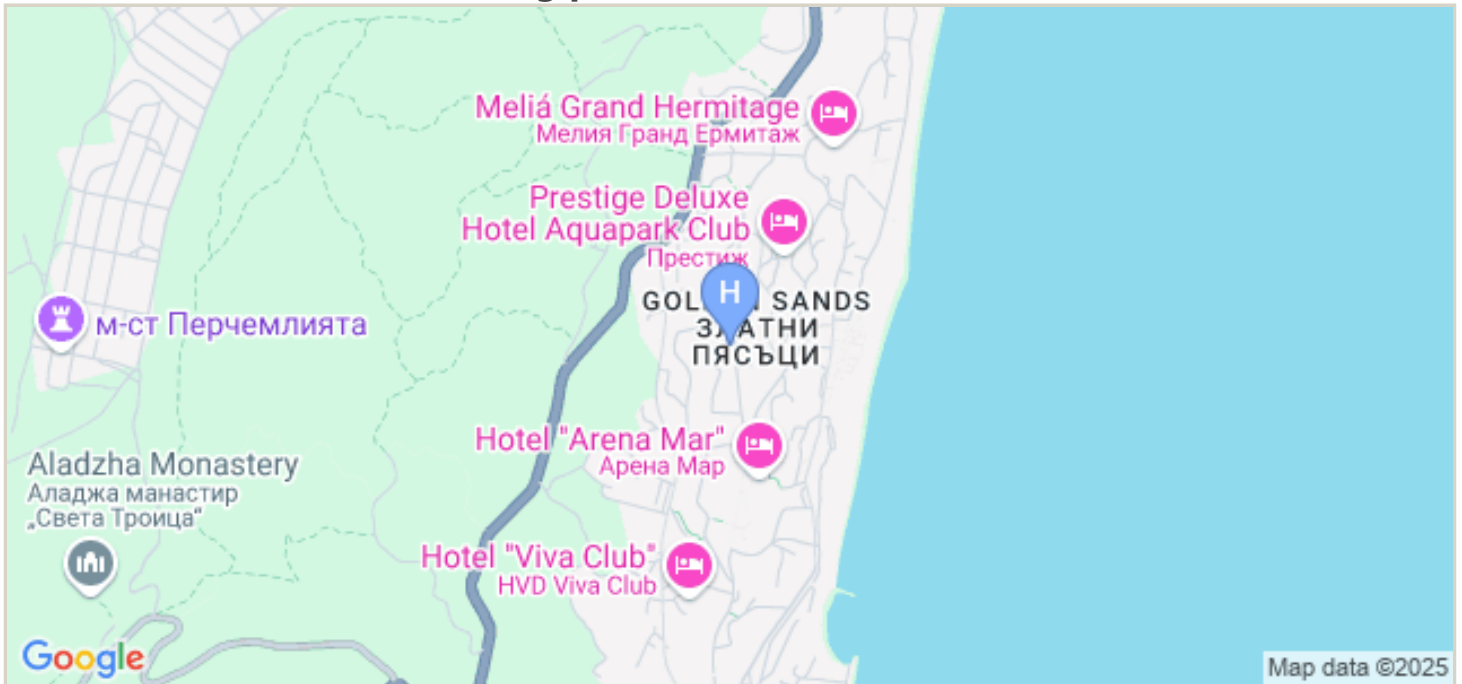 Meliá Grand Hermitage
Мелия Гранд Ермитаж
Prestige Deluxe
Hotel Aquapark Club
Престиж
H
SANDS
ЗЛАТНИ
ПЯСЪЦИ
м-ст Перчемлията
Hotel "Arena Mar"
Арена Мар
Aladzha Monastery
Аладжа манастир
„Света Троица“
Hotel "Viva Club"
HVD Viva Club
Google
Map data ©2025